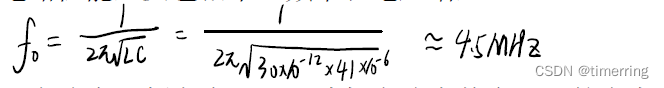 f₀ = 1/(2π√LC) = 1/(2π√(30×10⁻¹²×41×10⁻⁶)) ≈ 4.5MHz
CSDN @timerring